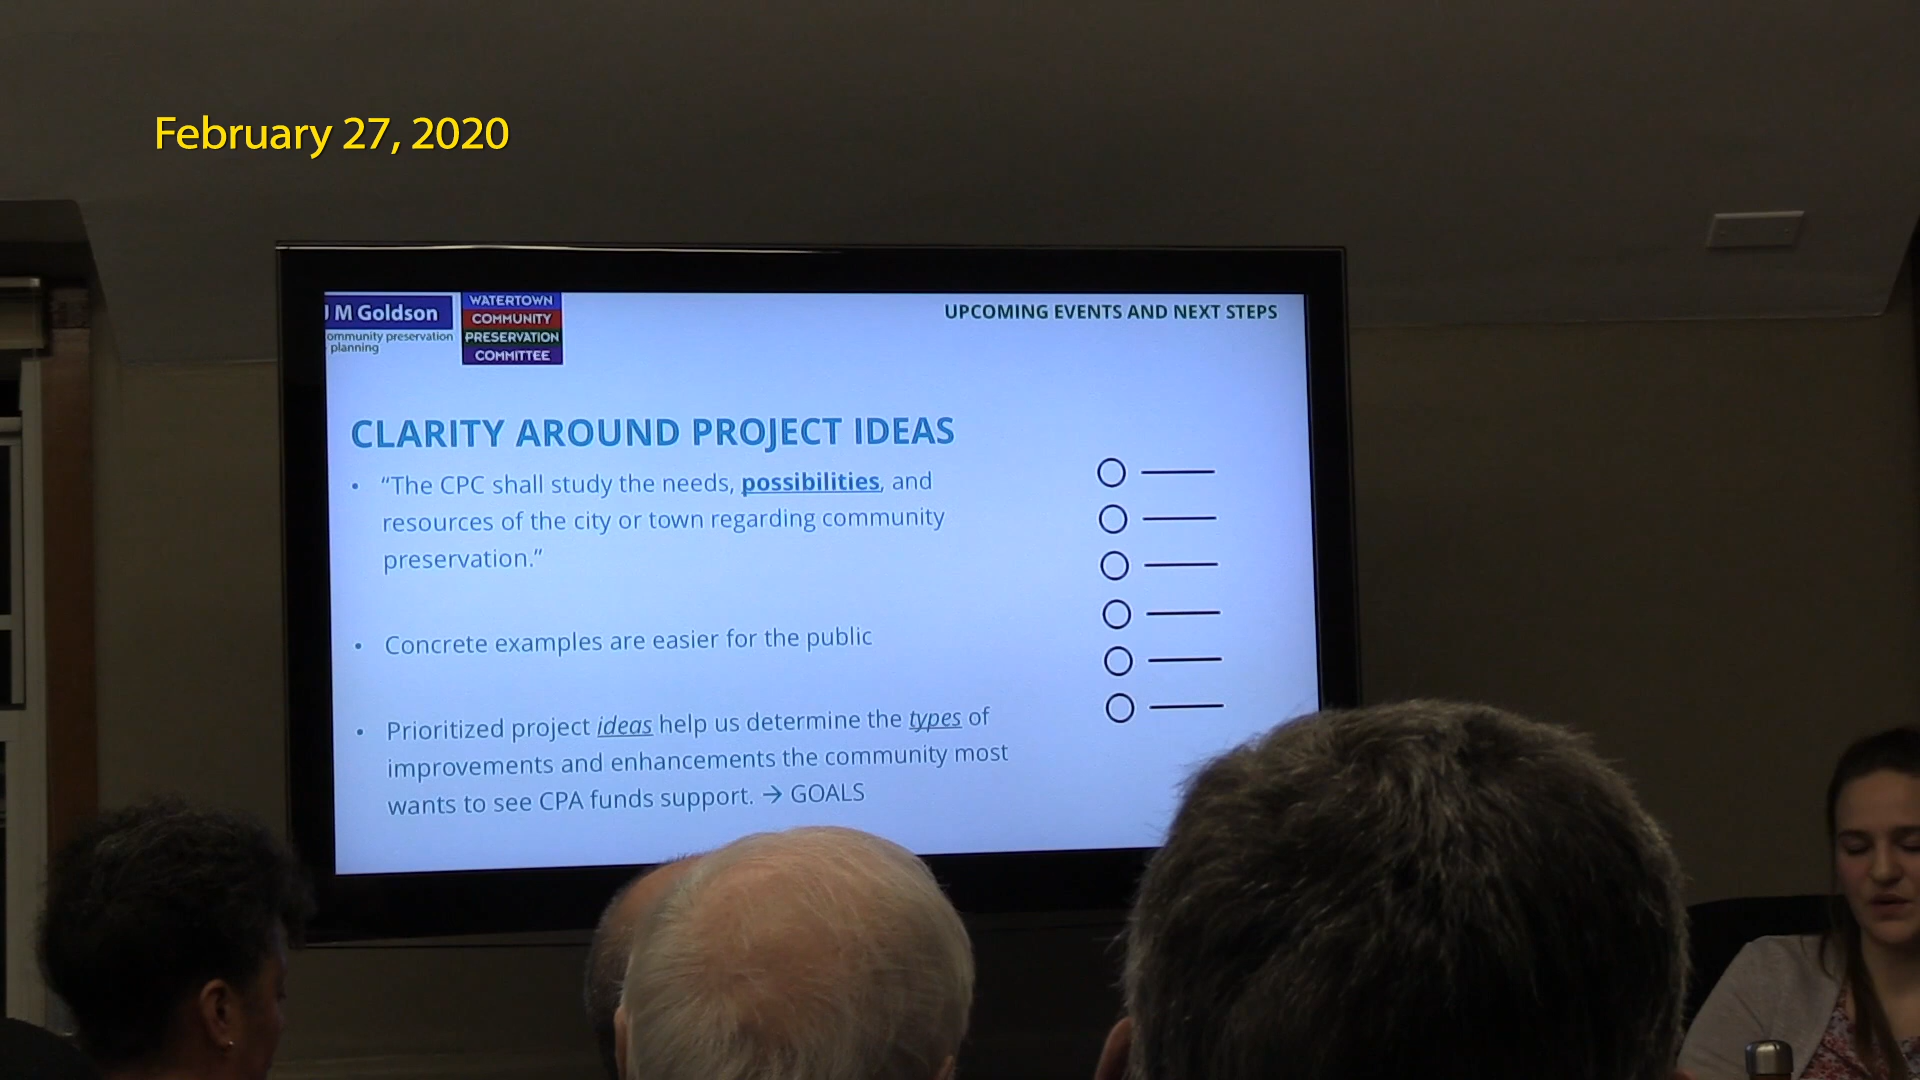 February 27, 2020
J M Goldson
ommunity preservation
planning
WATERTOWN
COMMUNITY
PRESERVATION
COMMITTEE
UPCOMING EVENTS AND NEXT STEPS
CLARITY AROUND PROJECT IDEAS
• “The CPC shall study the needs, possibilities, and
resources of the city or town regarding community
preservation.”
• Concrete examples are easier for the public
• Prioritized project ideas help us determine the types of
improvements and enhancements the community most
wants to see CPA funds support. → GOALS